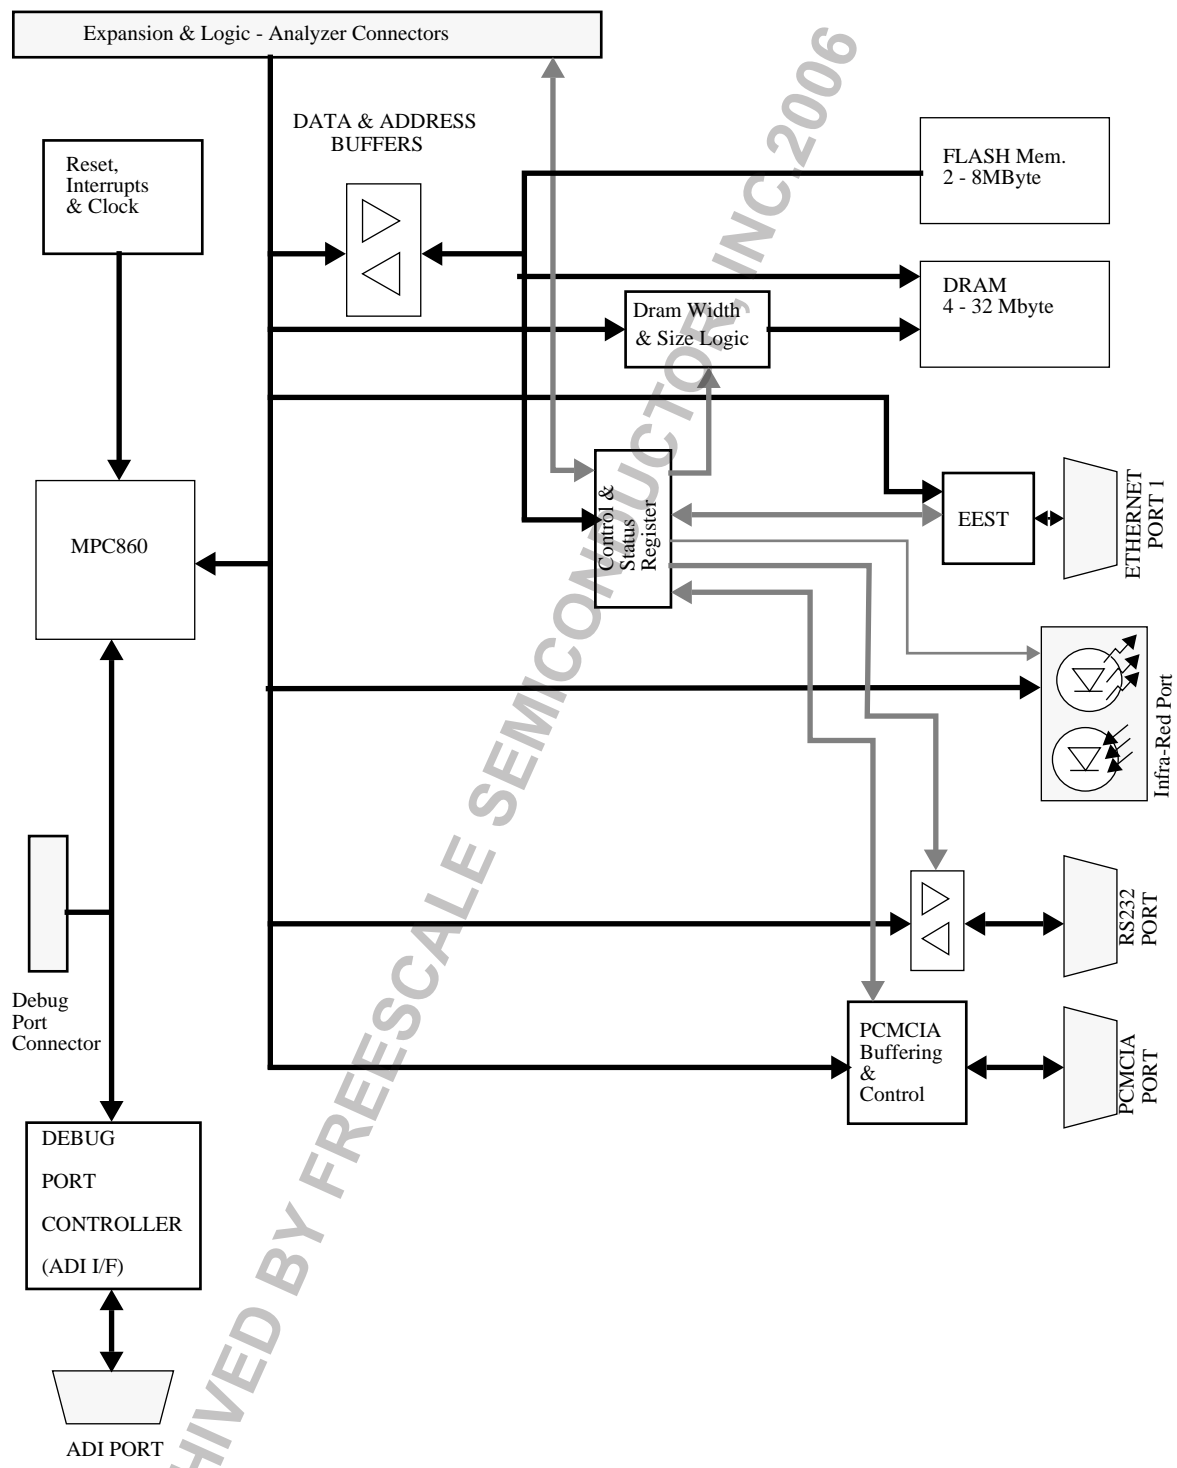 Expansion & Logic - Analyzer Connectors
DATA & ADDRESS
BUFFERS
Reset,
Interrupts
& Clock
FLASH Mem.
2 - 8MByte
DRAM
4 - 32 Mbyte
Dram Width
& Size Logic
MPC860
Control &
Status
Register
EEST
ETHERNET
PORT 1
Infra-Red Port
RS232
PORT
Debug
Port
Connector
PCMCIA
Buffering
&
Control
PCMCIA
PORT
DEBUG
PORT
CONTROLLER
(ADI I/F)
ADI PORT
HIVED BY FREESCALE SEMICONDUCTOR, INC.2006